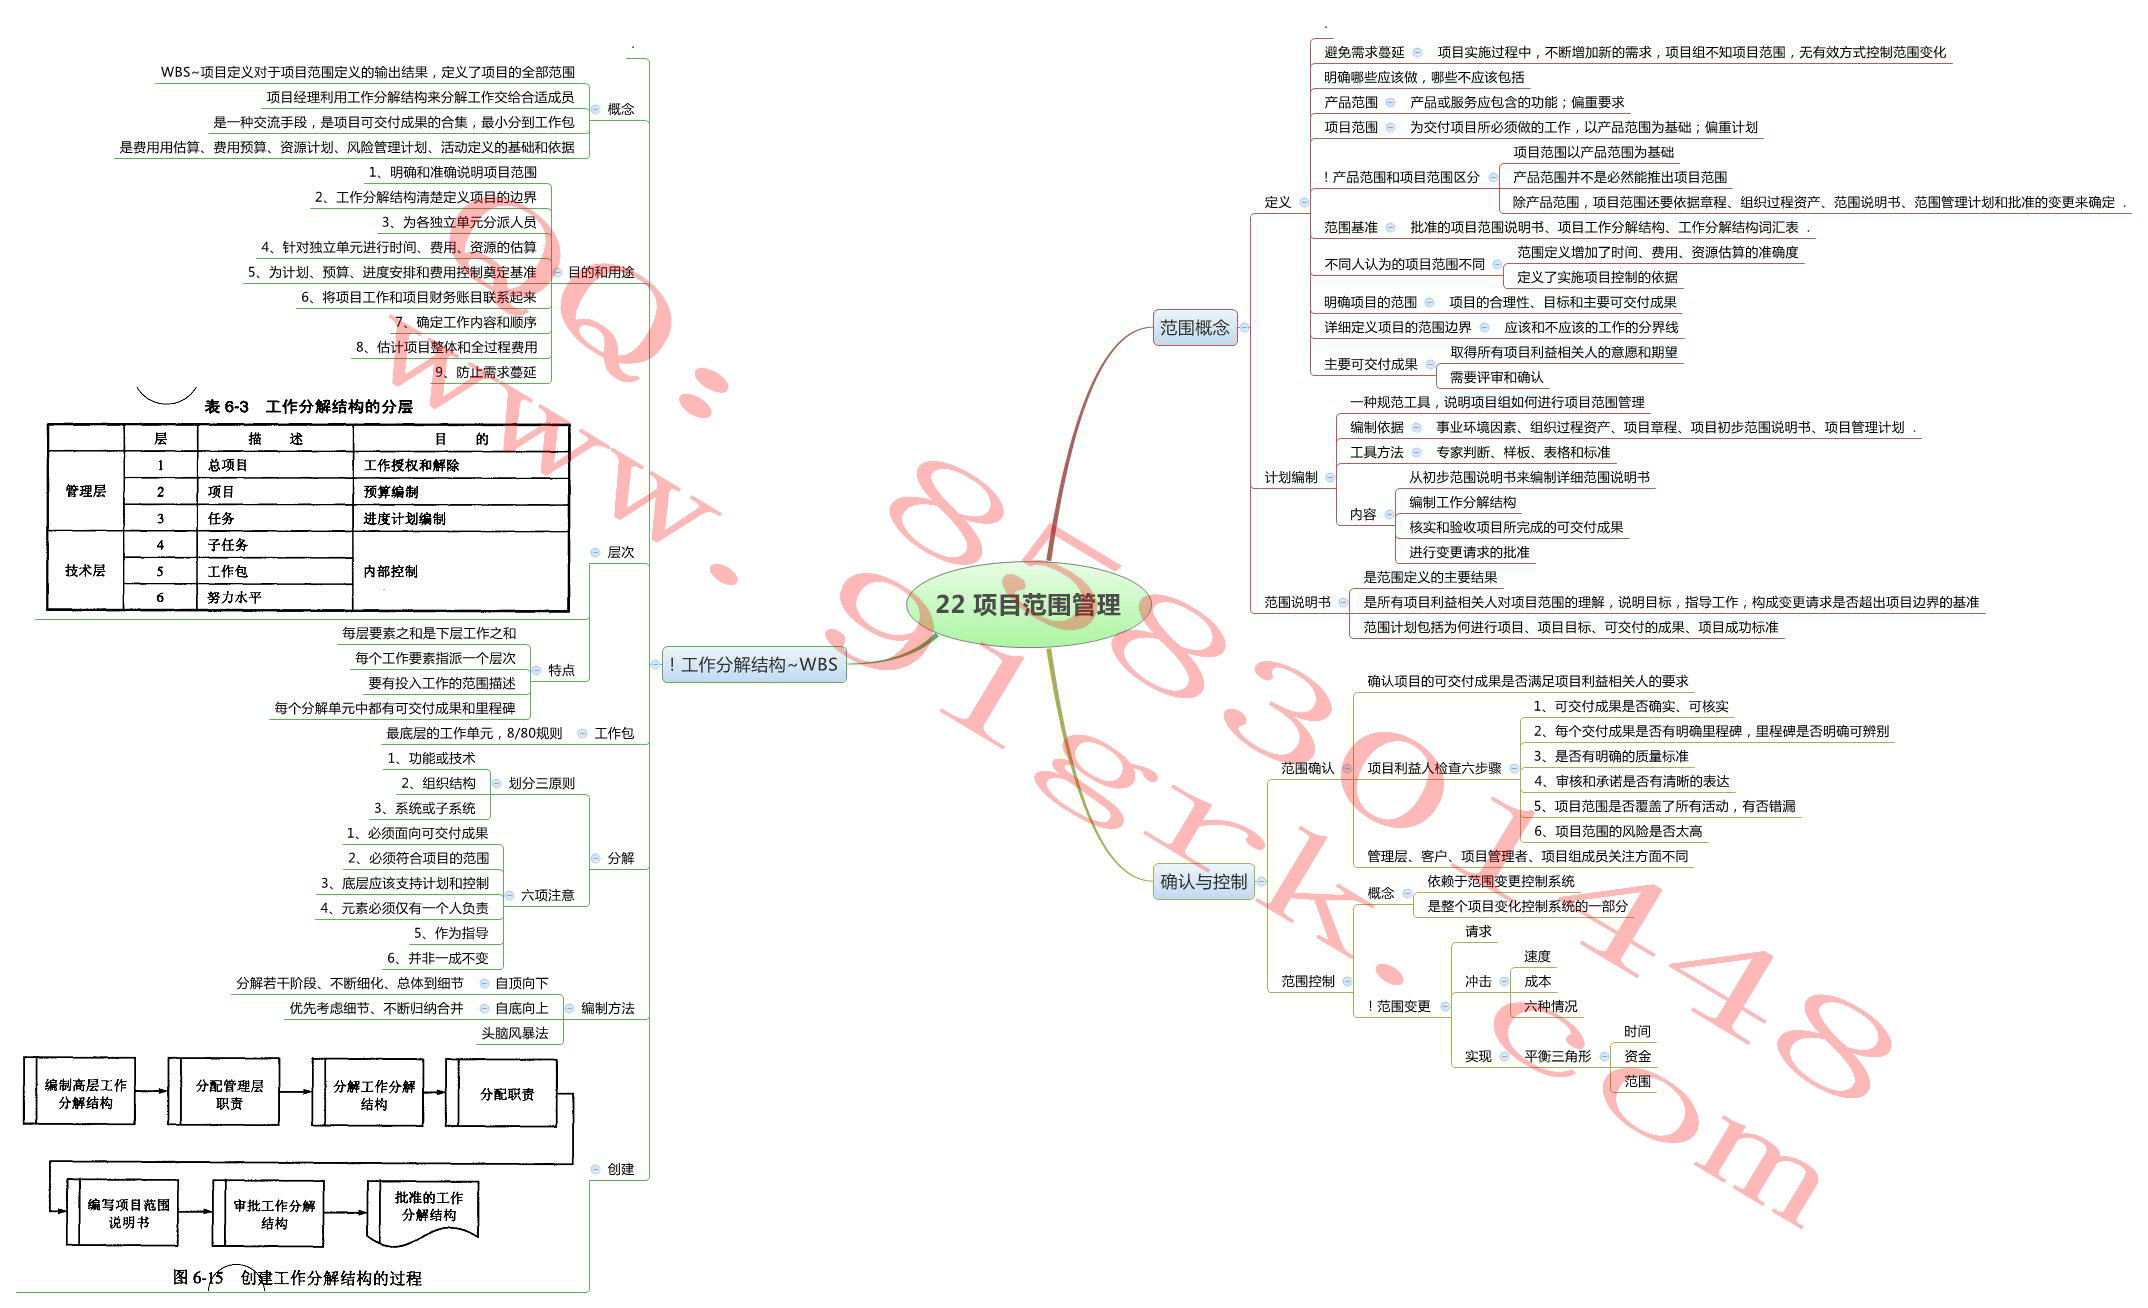 22 项目范围管理
范围概念
定义
避免需求蔓延
项目实施过程中，不断增加新的需求，项目组不知项目范围，无有效方式控制范围变化
明确哪些应该做，哪些不应该包括
产品范围
产品或服务应包含的功能；偏重要求
项目范围
为交付项目所必须做的工作，以产品范围为基础；偏重计划
！产品范围和项目范围区分
项目范围以产品范围为基础
产品范围并不是必然能推出项目范围
除产品范围，项目范围还要依据章程、组织过程资产、范围说明书、范围管理计划和批准的变更来确定 .
范围基准
批准的项目范围说明书、项目工作分解结构、工作分解结构词汇表 .
不同人认为的项目范围不同
范围定义增加了时间、费用、资源估算的准确度
定义了实施项目控制的依据
明确项目的范围
项目的合理性、目标和主要可交付成果
详细定义项目的范围边界
应该和不应该的工作的分界线
主要可交付成果
取得所有项目利益相关人的意愿和期望
需要评审和确认
计划编制
一种规范工具，说明项目组如何进行项目范围管理
编制依据
事业环境因素、组织过程资产、项目章程、项目初步范围说明书、项目管理计划 .
工具方法
专家判断、样板、表格和标准
内容
从初步范围说明书来编制详细范围说明书
编制工作分解结构
核实和验收项目所完成的可交付成果
进行变更请求的批准
范围说明书
是范围定义的主要结果
是所有项目利益相关人对项目范围的理解，说明目标，指导工作，构成变更请求是否超出项目边界的基准
范围计划包括为何进行项目、项目目标、可交付的成果、项目成功标准
确认与控制
范围确认
确认项目的可交付成果是否满足项目利益相关人的要求
项目利益人检查六步骤
1、可交付成果是否确实、可核实
2、每个交付成果是否有明确里程碑，里程碑是否明确可辨别
3、是否有明确的质量标准
4、审核和承诺是否有清晰的表达
5、项目范围是否覆盖了所有活动，有否错漏
6、项目范围的风险是否太高
管理层、客户、项目管理者、项目组成员关注方面不同
范围控制
概念
依赖于范围变更控制系统
是整个项目变化控制系统的一部分
！范围变更
请求
冲击
速度
成本
六种情况
实现
平衡三角形
时间
资金
范围
！工作分解结构~WBS
概念
WBS~项目定义对于项目范围定义的输出结果，定义了项目的全部范围
项目经理利用工作分解结构来分解工作交给合适成员
是一种交流手段，是项目可交付成果的合集，最小分到工作包
是费用用估算、费用预算、资源计划、风险管理计划、活动定义的基础和依据
目的和用途
1、明确和准确说明项目范围
2、工作分解结构清楚定义项目的边界
3、为各独立单元分派人员
4、针对独立单元进行时间、费用、资源的估算
5、为计划、预算、进度安排和费用控制奠定基准
6、将项目工作和项目财务账目联系起来
7、确定工作内容和顺序
8、估计项目整体和全过程费用
9、防止需求蔓延
层次
表 6-3 工作分解结构的分层
层 描 述 目 的
管理层
1 总项目 工作授权和解除
2 项目 预算编制
3 任务 进度计划编制
技术层
4 子任务
5 工作包 内部控制
6 努力水平
特点
每层要素之和是下层工作之和
每个工作要素指派一个层次
要有投入工作的范围描述
每个分解单元中都有可交付成果和里程碑
工作包
最底层的工作单元，8/80规则
分解
划分三原则
1、功能或技术
2、组织结构
3、系统或子系统
六项注意
1、必须面向可交付成果
2、必须符合项目的范围
3、底层应该支持计划和控制
4、元素必须仅有一个人负责
5、作为指导
6、并非一成不变
编制方法
自顶向下
分解若干阶段、不断细化、总体到细节
自底向上
优先考虑细节、不断归纳合并
头脑风暴法
创建
编制高层工作
分解结构
分配管理层
职责
分解工作分解
结构
分配职责
编写项目范围
说明书
审批工作分解
结构
批准的工作
分解结构
图 6-15 创建工作分解结构的过程
QQ: 858301448
www.91grk.com